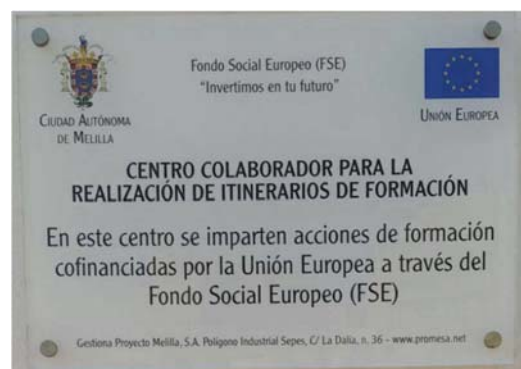 Fondo Social Europeo (FSE)
"Invertimos en tu futuro"
CIUDAD AUTÓNOMA
DE MELILLA
UNIÓN EUROPEA
CENTRO COLABORADOR PARA LA
REALIZACIÓN DE ITINERARIOS DE FORMACIÓN
En este centro se imparten acciones de formación
cofinanciadas por la Unión Europea a través del
Fondo Social Europeo (FSE)
Gestiona Proyecto Melilla, S.A. Polígono Industrial Sepes, C/ La Dalia, n. 36 - www.promesa.net